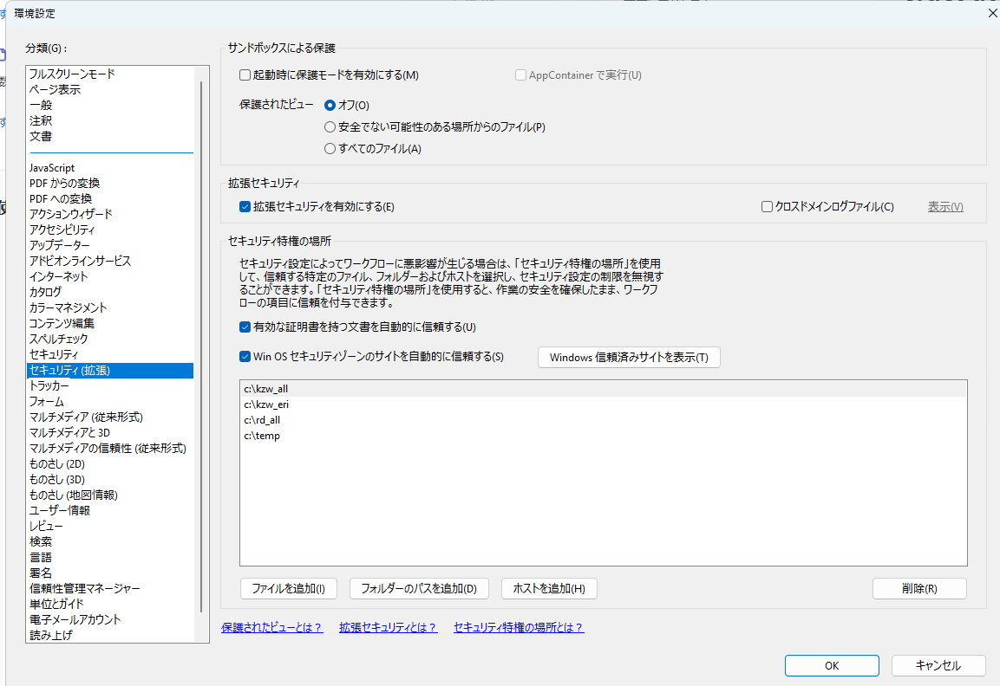 環境設定
分類(G) :
フルスクリーンモード
ページ表示
一般
注釈
文書
JavaScript
PDF からの変換
PDF への変換
アクションウィザード
アクセシビリティ
アップデーター
アドビオンラインサービス
インターネット
カタログ
カラーマネジメント
コンテンツ編集
スペルチェック
セキュリティ
セキュリティ (拡張)
トラッカー
フォーム
マルチメディア (従来形式)
マルチメディアと 3D
マルチメディアの信頼性 (従来形式)
ものさし (2D)
ものさし (3D)
ものさし (地図情報)
ユーザー情報
レビュー
検索
言語
署名
信頼性管理マネージャー
単位とガイド
電子メールアカウント
読み上げ
サンドボックスによる保護
起動時に保護モードを有効にする(M)
AppContainer で実行(U)
保護されたビュー
オフ(O)
安全でない可能性のある場所からのファイル(P)
すべてのファイル(A)
拡張セキュリティ
拡張セキュリティを有効にする(E)
クロスドメインログファイル(C)
表示(V)
セキュリティ特権の場所
セキュリティ設定によってワークフローに悪影響が生じる場合は、「セキュリティ特権の場所」を使用
して、信頼する特定のファイル、フォルダーおよびホストを選択し、セキュリティ設定の制限を無視す
ることができます。「セキュリティ特権の場所」を使用すると、作業の安全を確保したまま、ワークフ
ローの項目に信頼を付与できます。
有効な証明書を持つ文書を自動的に信頼する(U)
Win OS セキュリティゾーンのサイトを自動的に信頼する(S)
Windows 信頼済みサイトを表示(T)
c:\kzw_all
c:\kzw_eri
c:\rd_all
c:\temp
ファイルを追加(I)
フォルダーのパスを追加(D)
ホストを追加(H)
削除(R)
保護されたビューとは？
拡張セキュリティとは？
セキュリティ特権の場所とは？
OK
キャンセル